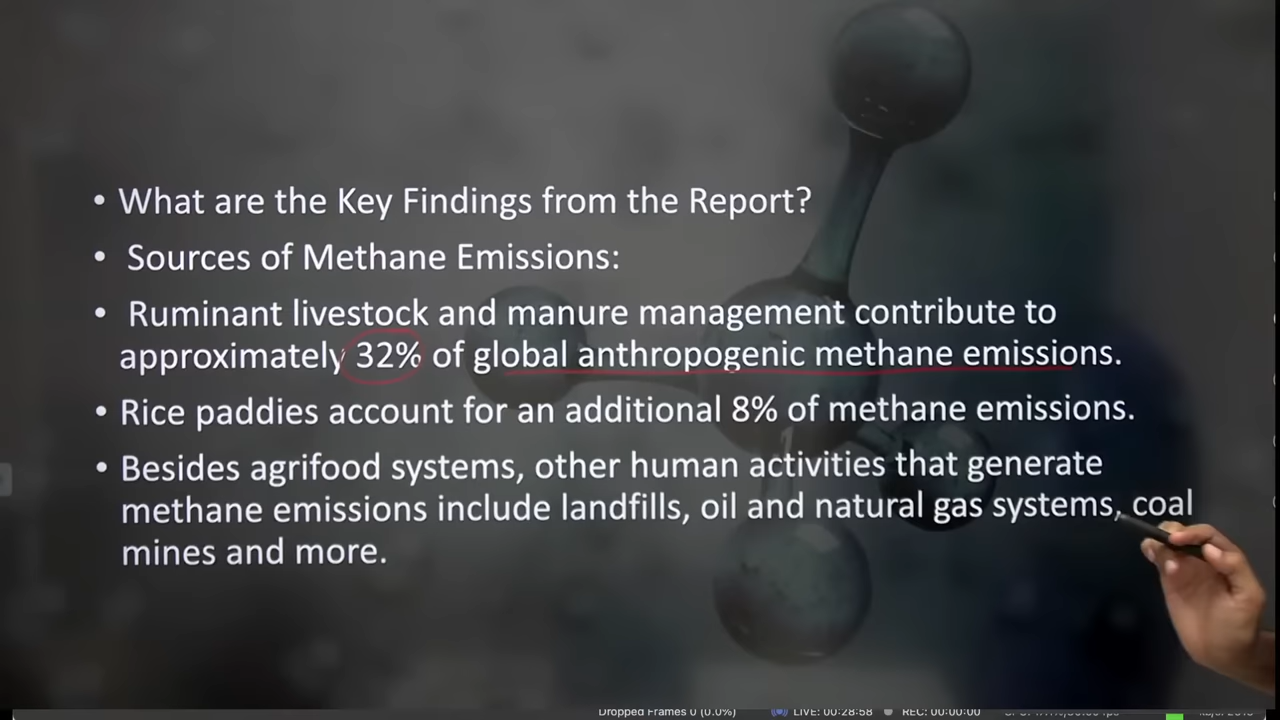 • What are the Key Findings from the Report?
• Sources of Methane Emissions:
• Ruminant livestock and manure management contribute to
approximately 32% of global anthropogenic methane emissions.
• Rice paddies account for an additional 8% of methane emissions.
• Besides agrifood systems, other human activities that generate
methane emissions include landfills, oil and natural gas systems, coal
mines and more.
Dropped Frames 0 (0.0%) LIVE: 00:28:58 REC: 00:00:00